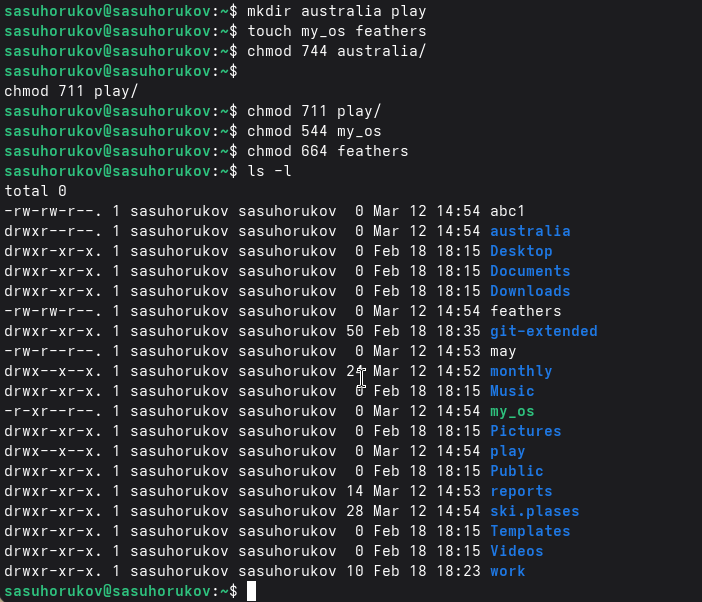 sasuhorukov@sasuhorukov:~$ mkdir australia play
sasuhorukov@sasuhorukov:~$ touch my_os feathers
sasuhorukov@sasuhorukov:~$ chmod 744 australia/
sasuhorukov@sasuhorukov:~$
chmod 711 play/
sasuhorukov@sasuhorukov:~$ chmod 711 play/
sasuhorukov@sasuhorukov:~$ chmod 544 my_os
sasuhorukov@sasuhorukov:~$ chmod 664 feathers
sasuhorukov@sasuhorukov:~$ ls -l
total 0
-rw-rw-r--. 1 sasuhorukov sasuhorukov  0 Mar 12 14:54 abc1
drwxr--r--. 1 sasuhorukov sasuhorukov  0 Mar 12 14:54 australia
drwxr-xr-x. 1 sasuhorukov sasuhorukov  0 Feb 18 18:15 Desktop
drwxr-xr-x. 1 sasuhorukov sasuhorukov  0 Feb 18 18:15 Documents
drwxr-xr-x. 1 sasuhorukov sasuhorukov  0 Feb 18 18:15 Downloads
-rw-rw-r--. 1 sasuhorukov sasuhorukov  0 Mar 12 14:54 feathers
drwxr-xr-x. 1 sasuhorukov sasuhorukov 50 Feb 18 18:35 git-extended
-rw-r--r--. 1 sasuhorukov sasuhorukov  0 Mar 12 14:53 may
drwx--x--x. 1 sasuhorukov sasuhorukov 24 Mar 12 14:52 monthly
drwxr-xr-x. 1 sasuhorukov sasuhorukov  0 Feb 18 18:15 Music
-r-xr--r--. 1 sasuhorukov sasuhorukov  0 Mar 12 14:54 my_os
drwxr-xr-x. 1 sasuhorukov sasuhorukov  0 Feb 18 18:15 Pictures
drwx--x--x. 1 sasuhorukov sasuhorukov  0 Mar 12 14:54 play
drwxr-xr-x. 1 sasuhorukov sasuhorukov  0 Feb 18 18:15 Public
drwxr-xr-x. 1 sasuhorukov sasuhorukov 14 Mar 12 14:53 reports
drwxr-xr-x. 1 sasuhorukov sasuhorukov 28 Mar 12 14:54 ski.plases
drwxr-xr-x. 1 sasuhorukov sasuhorukov  0 Feb 18 18:15 Templates
drwxr-xr-x. 1 sasuhorukov sasuhorukov  0 Feb 18 18:15 Videos
drwxr-xr-x. 1 sasuhorukov sasuhorukov 10 Feb 18 18:23 work
sasuhorukov@sasuhorukov:~$